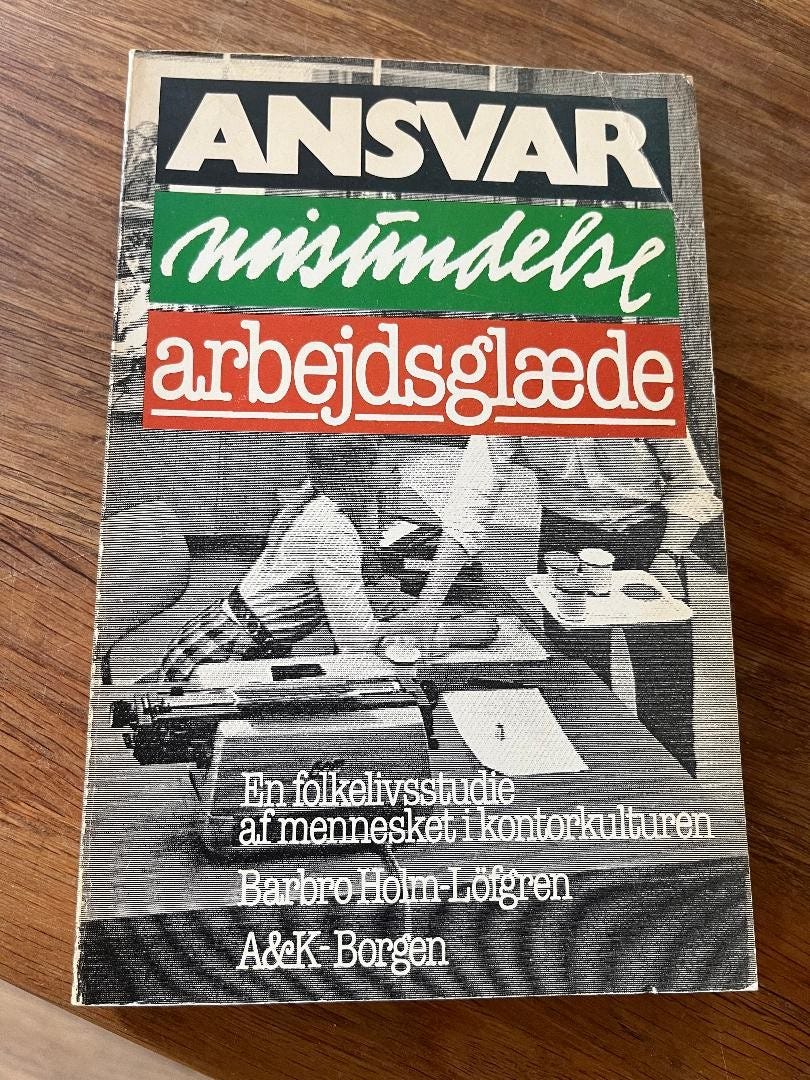 ANSVAR
misundelse
arbejdsglæde
En folkelivsstudie
af mennesket i kontorkulturen
Barbro Holm-Löfgren
A&K-Borgen